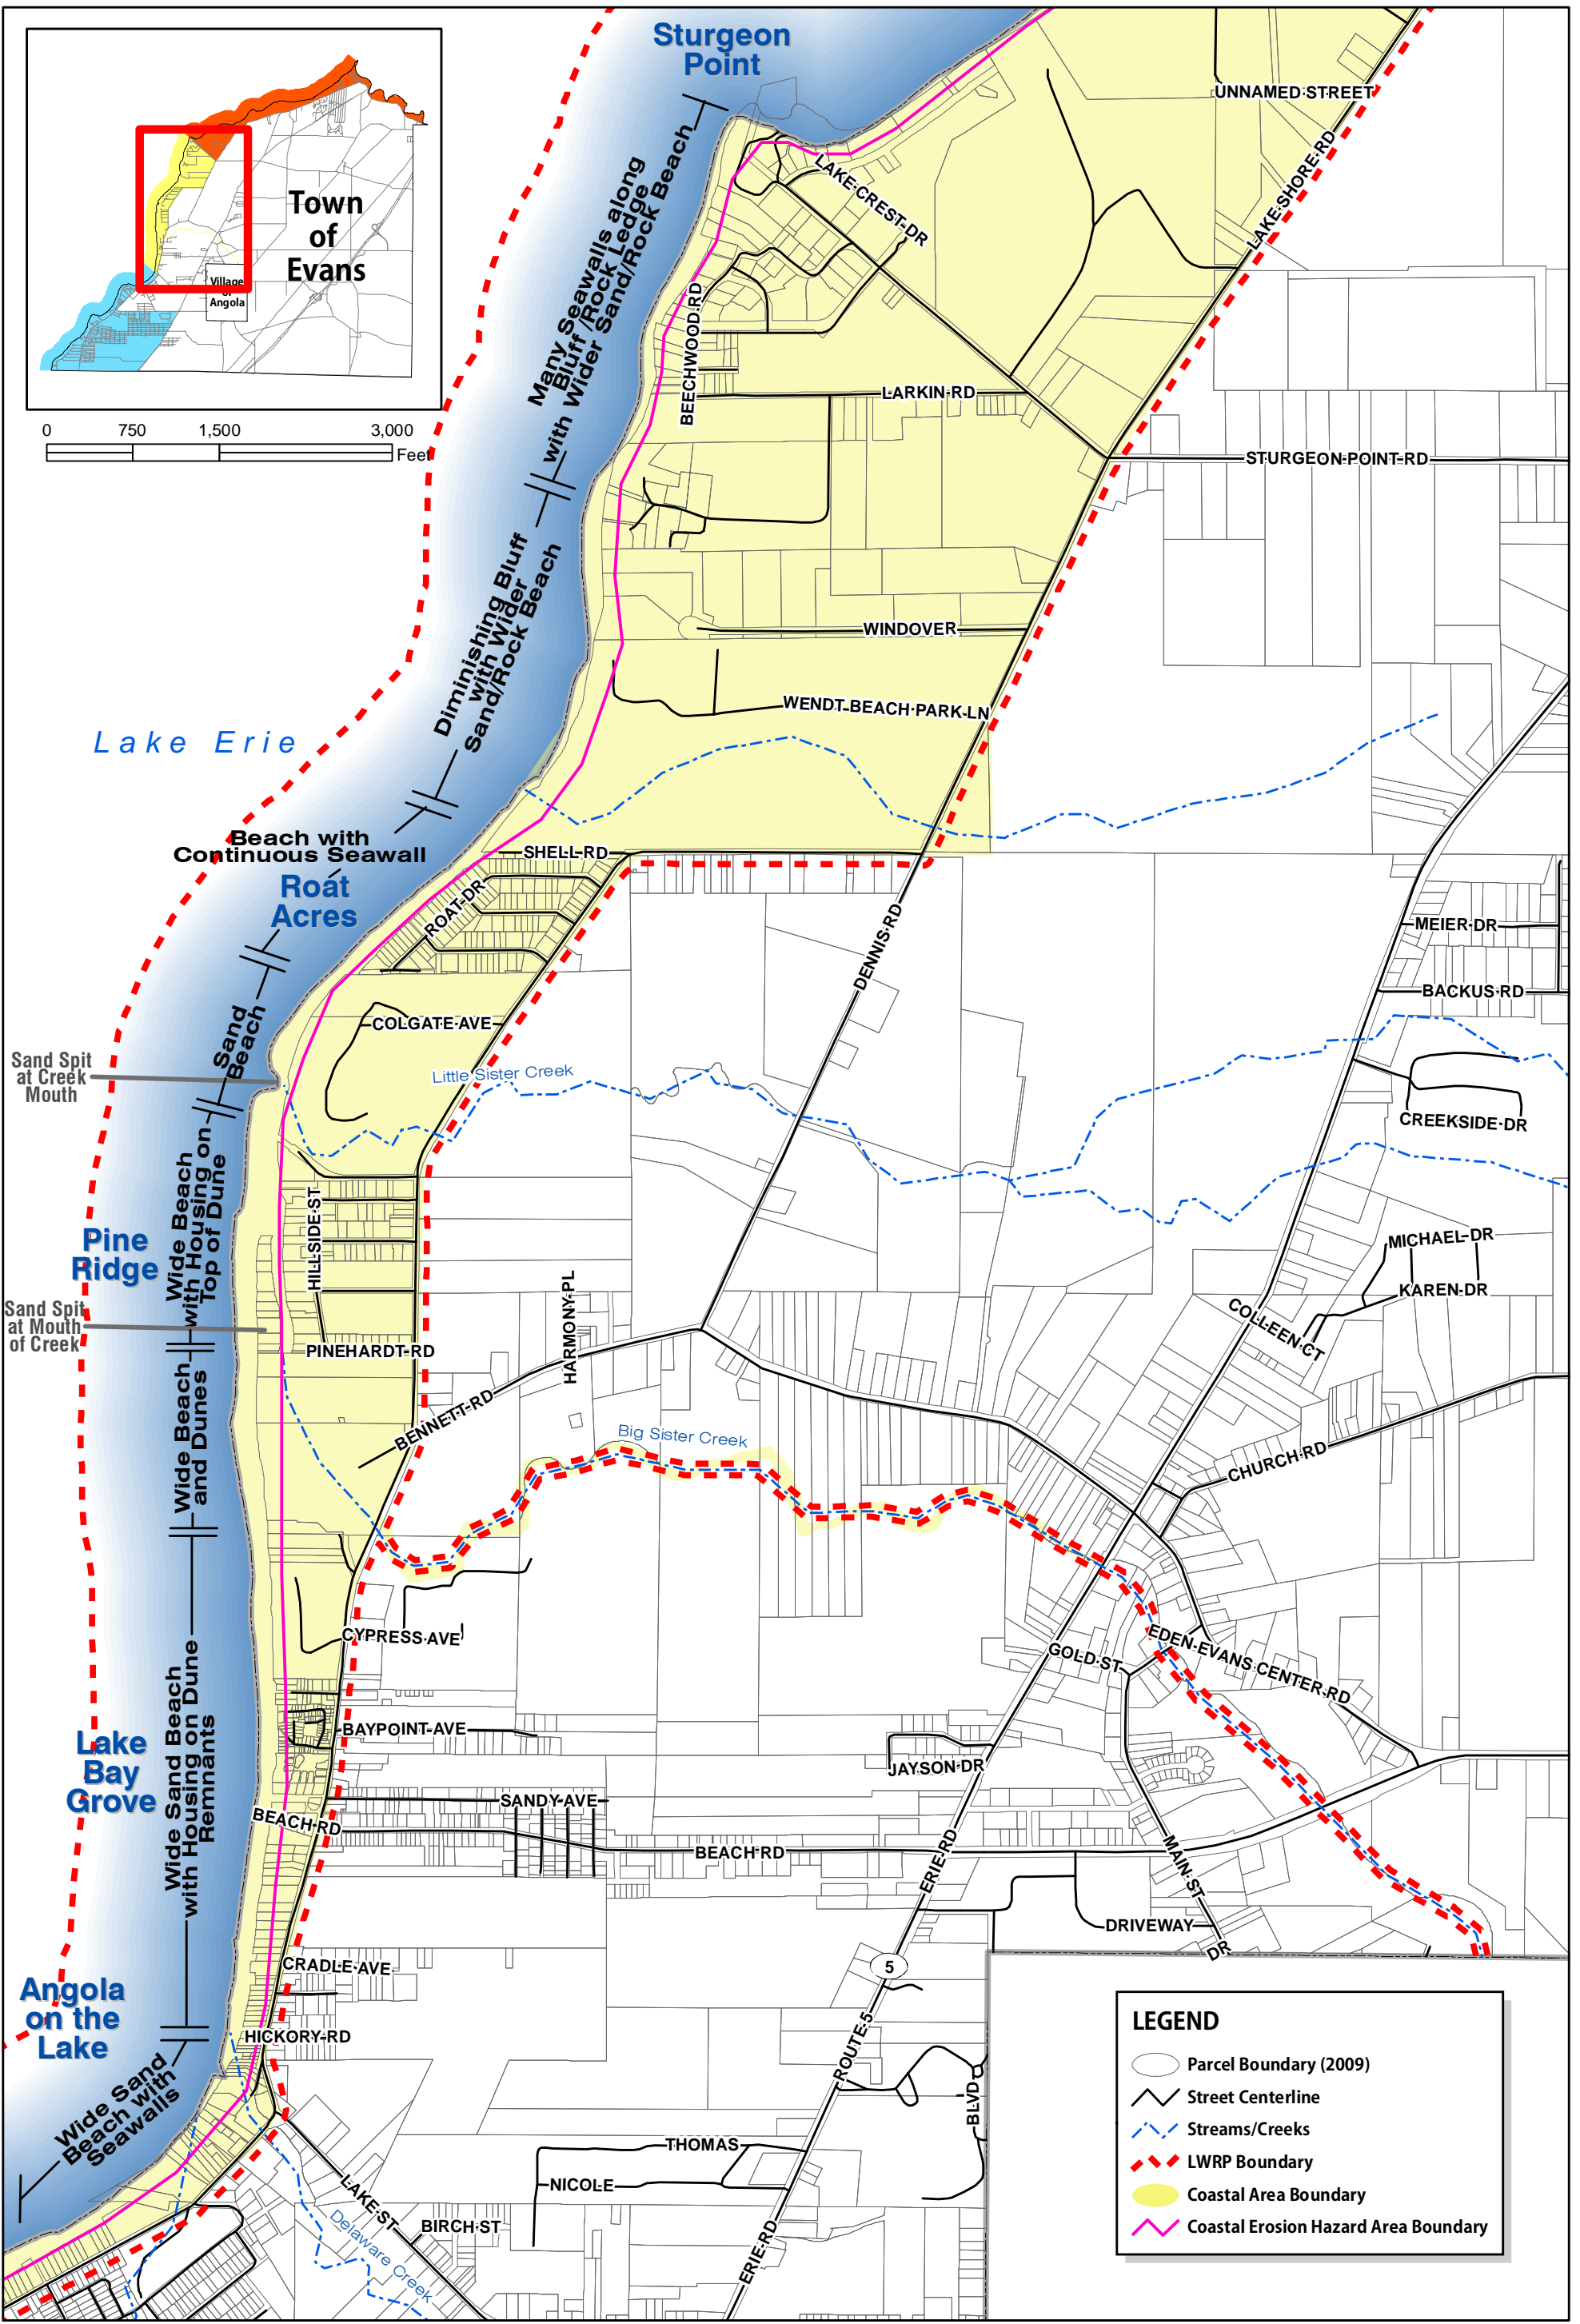 Sturgeon
Point
UNNAMED STREET
LAKE SHORE RD
LAKE CREST DR
Town
of
Evans
Village
of
Angola
0 750 1,500 3,000
Feet
Many Seawalls along
Bluff /Rock Ledge
with Wider Sand/Rock Beach
BEECHWOOD RD
LARKIN RD
STURGEON POINT RD
Diminishing Bluff
with Wider
Sand/Rock Beach
WINDOVER
WENDT BEACH PARK LN
Lake Erie
Beach with
Continuous Seawall
Roat
Acres
SHELL RD
ROAT DR
DENNIS RD
MEIER DR
BACKUS RD
Sand
Beach
COLGATE AVE
Sand Spit
at Creek
Mouth
Little Sister Creek
CREEKSIDE DR
Wide Beach
with Housing on
Top of Dune
Pine
Ridge
HILLSIDE ST
MICHAEL DR
KAREN DR
COLLEEN CT
Sand Spit
at Mouth
of Creek
HARMONY PL
PINEHARDT RD
BENNETT RD
Wide Beach
and Dunes
Big Sister Creek
CHURCH RD
CYPRESS AVE
GOLD ST
EDEN-EVANS CENTER RD
Wide Sand Beach
with Housing on Dune
Remnants
Lake
Bay
Grove
BAYPOINT AVE
JAYSON DR
SANDY AVE
BEACH RD
BEACH RD
ERIE RD
MAIN ST
DRIVEWAY
DR
CRADLE AVE
5
Angola
on the
Lake
HICKORY RD
ROUTE 5
BLVD
Wide Sand
Beach with
Seawalls
THOMAS
NICOLE
LAKE ST
BIRCH ST
Delaware Creek
ERIE RD
LEGEND
Parcel Boundary (2009)
Street Centerline
Streams/Creeks
LWRP Boundary
Coastal Area Boundary
Coastal Erosion Hazard Area Boundary